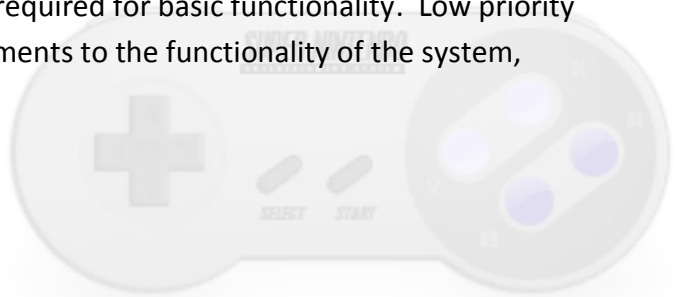 required for basic functionality.  Low priority
ments to the functionality of the system,
SUPER NINTENDO
X
A
Y
B
SELECT START